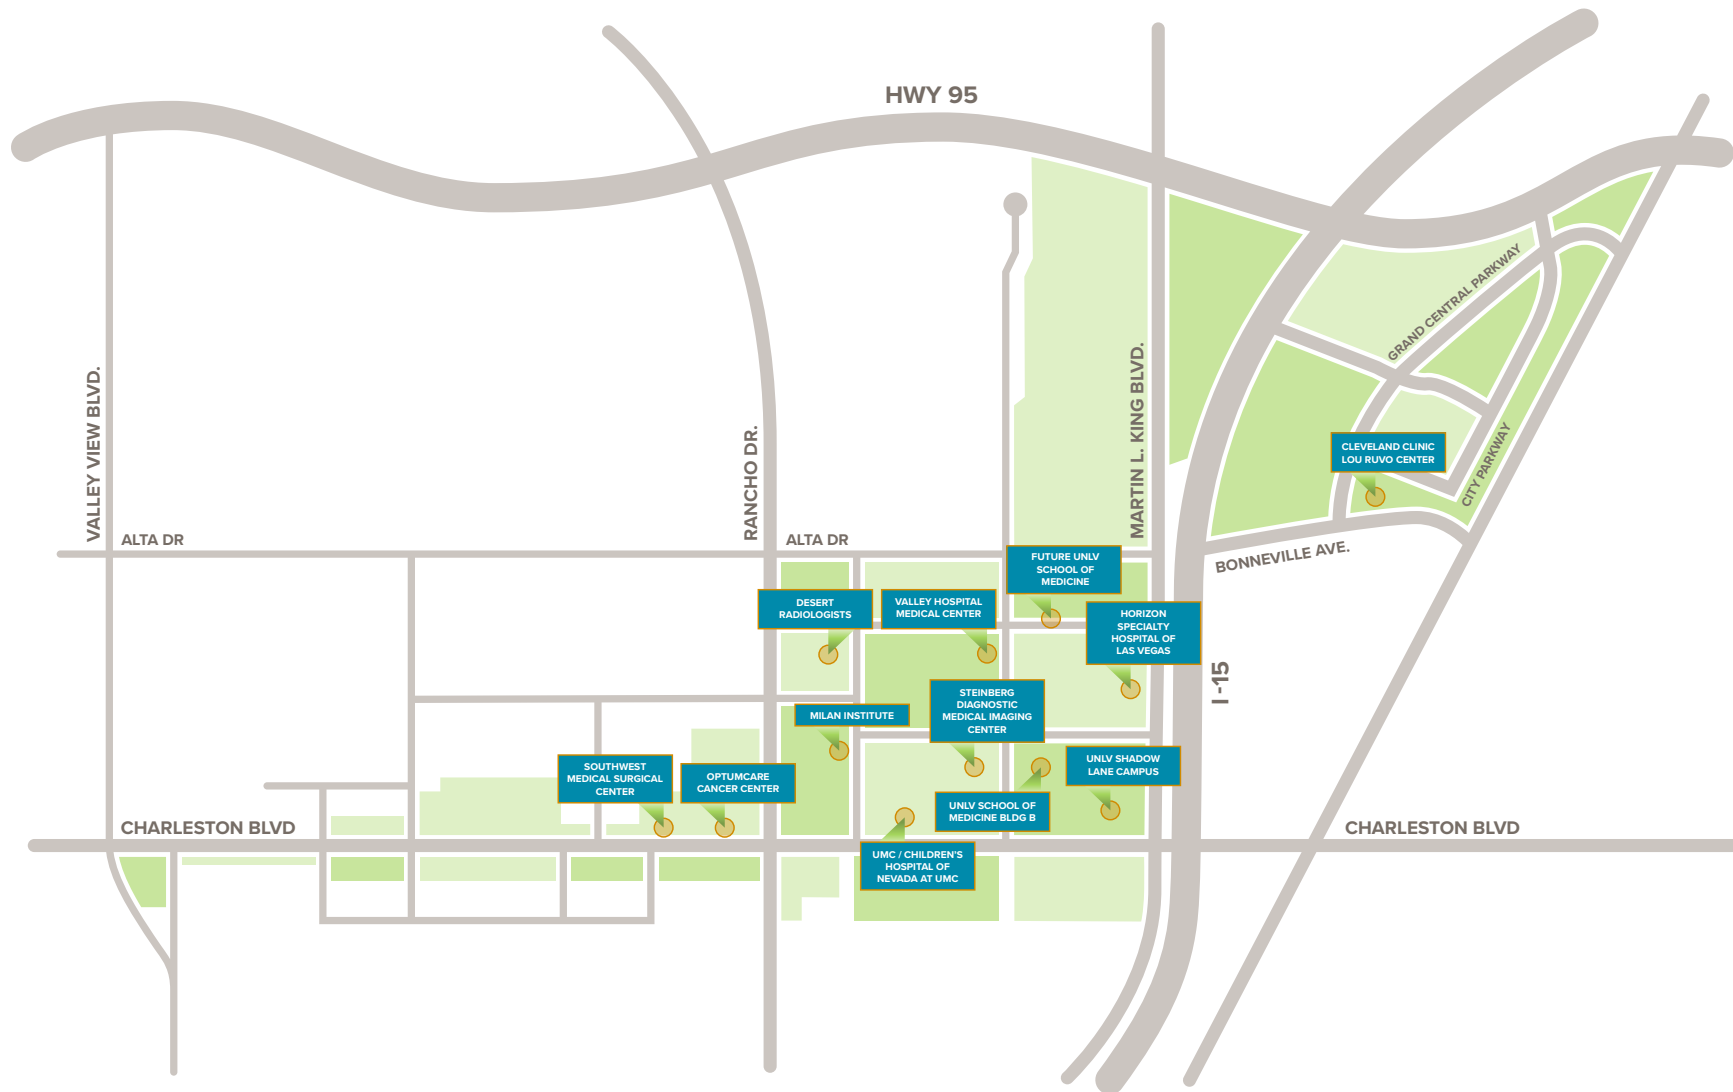 HWY 95
GRAND CENTRAL PARKWAY
VALLEY VIEW BLVD.
RANCHO DR.
MARTIN L. KING BLVD.
CITY PARKWAY
CLEVELAND CLINIC
LOU RUVO CENTER
ALTA DR
ALTA DR
BONNEVILLE AVE.
FUTURE UNLV
SCHOOL OF
MEDICINE
DESERT
RADIOLOGISTS
VALLEY HOSPITAL
MEDICAL CENTER
HORIZON
SPECIALTY
HOSPITAL OF
LAS VEGAS
I-15
STEINBERG
DIAGNOSTIC
MEDICAL IMAGING
CENTER
MILAN INSTITUTE
SOUTHWEST
MEDICAL SURGICAL
CENTER
OPTUMCARE
CANCER CENTER
UNLV SHADOW
LANE CAMPUS
UNLV SCHOOL OF
MEDICINE BLDG B
CHARLESTON BLVD
CHARLESTON BLVD
UMC / CHILDREN'S
HOSPITAL OF
NEVADA AT UMC